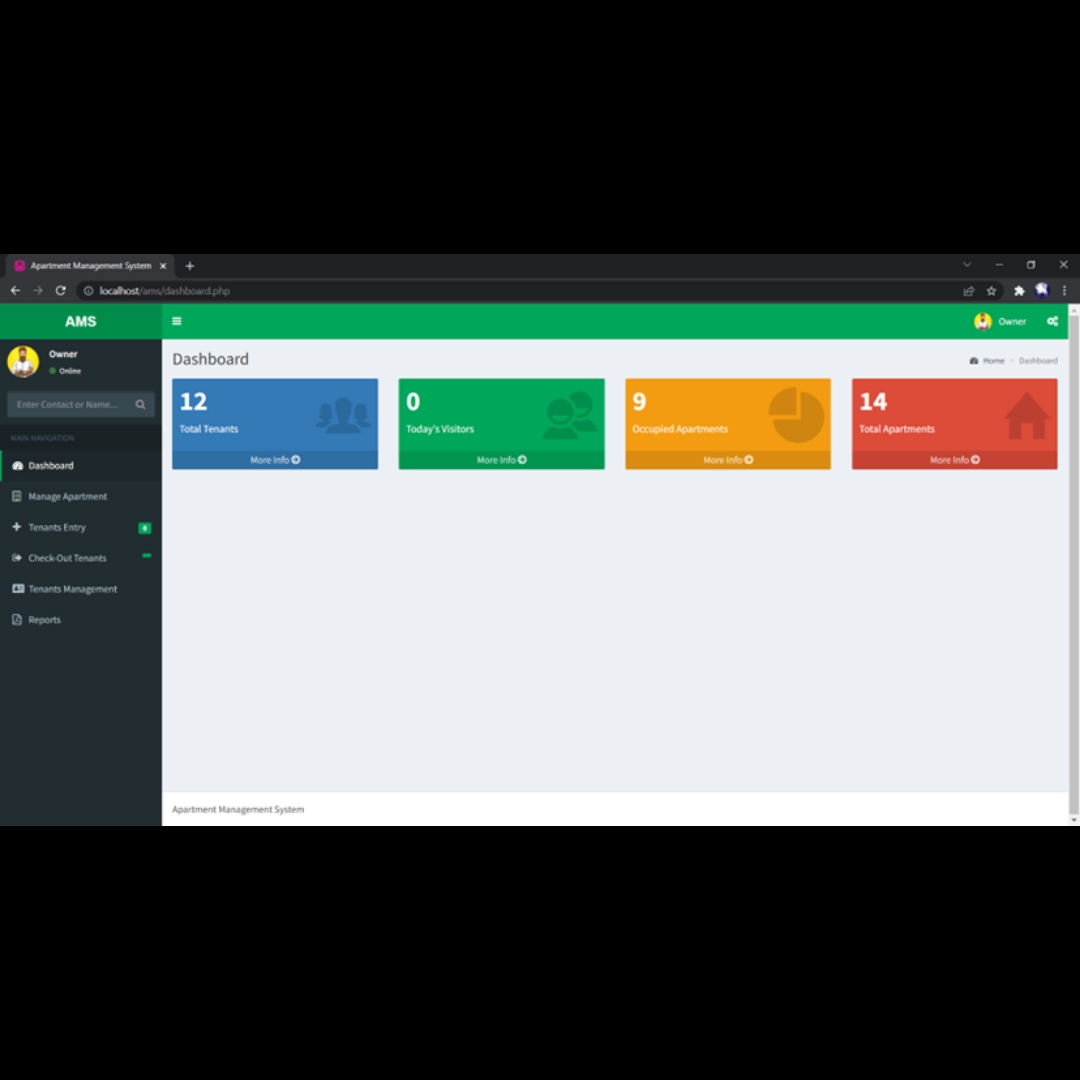 Apartment Management System
localhost/ams/dashboard.php
AMS
Owner
Owner
Online
Enter Contact or Name...
MAIN NAVIGATION
Dashboard
Manage Apartment
Tenants Entry 0
Check-Out Tenants
Tenants Management
Reports
Dashboard
Home > Dashboard
12
Total Tenants
More Info
0
Today's Visitors
More Info
9
Occupied Apartments
More Info
14
Total Apartments
More Info
Apartment Management System